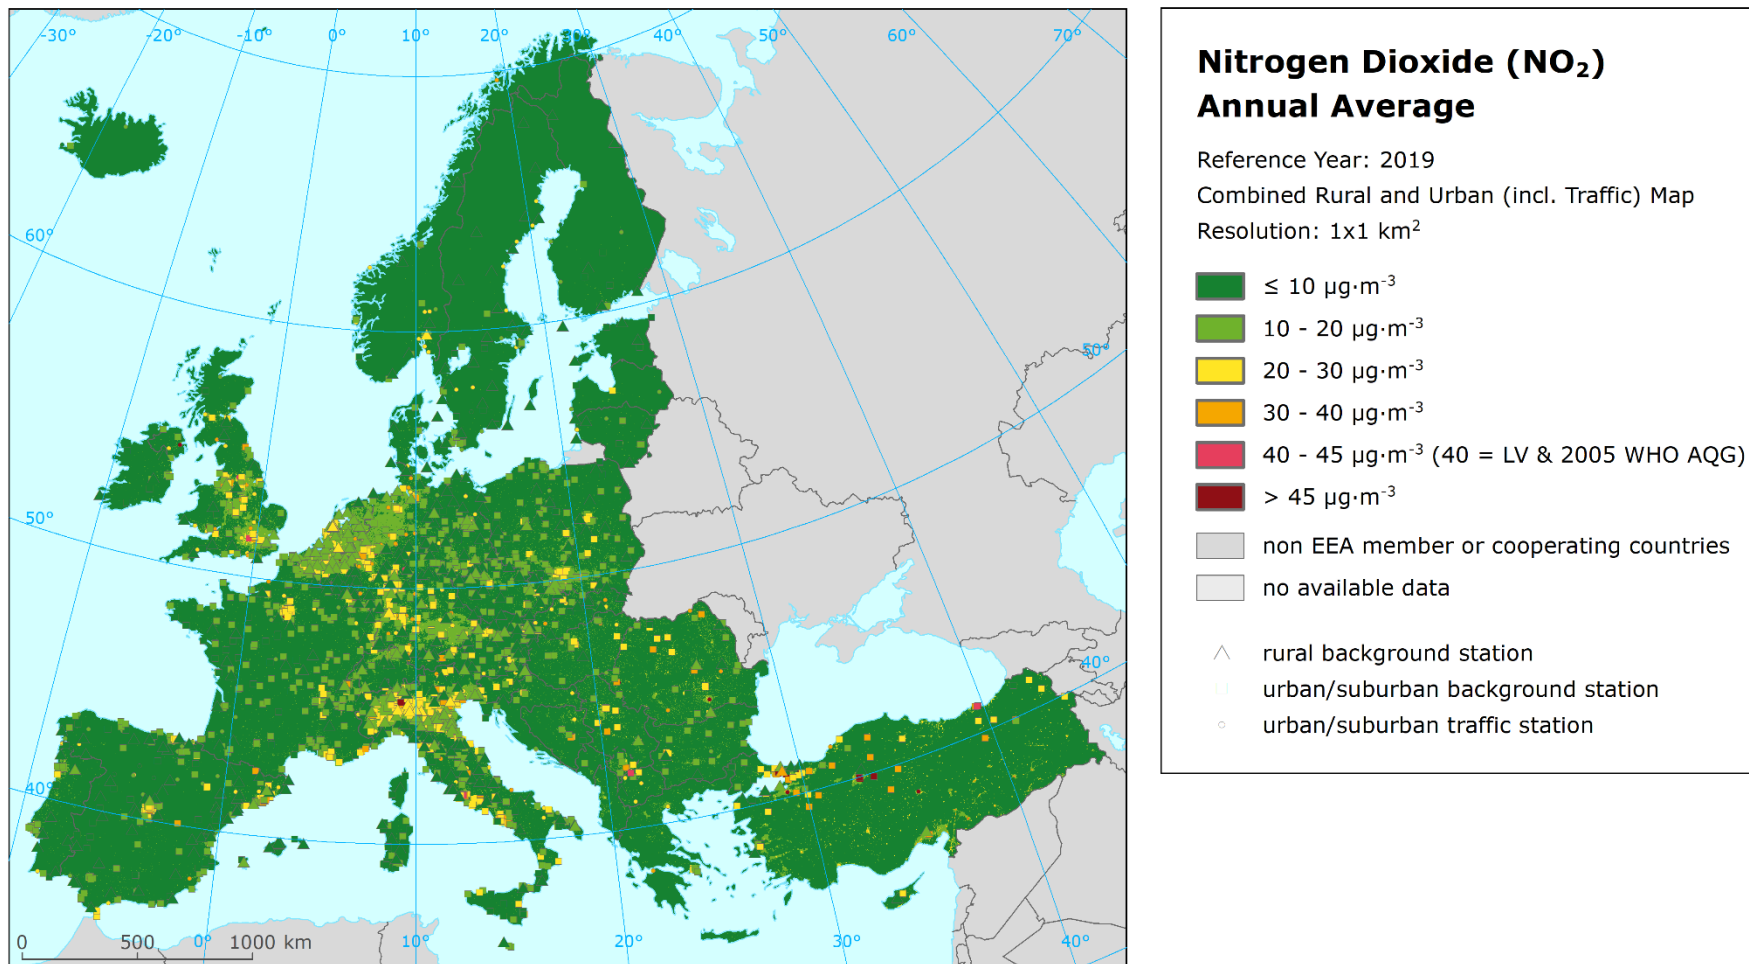 -30° -20° -10° 0° 10° 20° 30° 40° 50° 60° 70°
60°
50°
50°
40°
40°
0 500 1000 km
0° 10° 20° 30° 40°
Nitrogen Dioxide (NO₂)
Annual Average
Reference Year: 2019
Combined Rural and Urban (incl. Traffic) Map
Resolution: 1x1 km²
≤ 10 µg·m⁻³
10 - 20 µg·m⁻³
20 - 30 µg·m⁻³
30 - 40 µg·m⁻³
40 - 45 µg·m⁻³ (40 = LV & 2005 WHO AQG)
> 45 µg·m⁻³
non EEA member or cooperating countries
no available data
rural background station
urban/suburban background station
urban/suburban traffic station